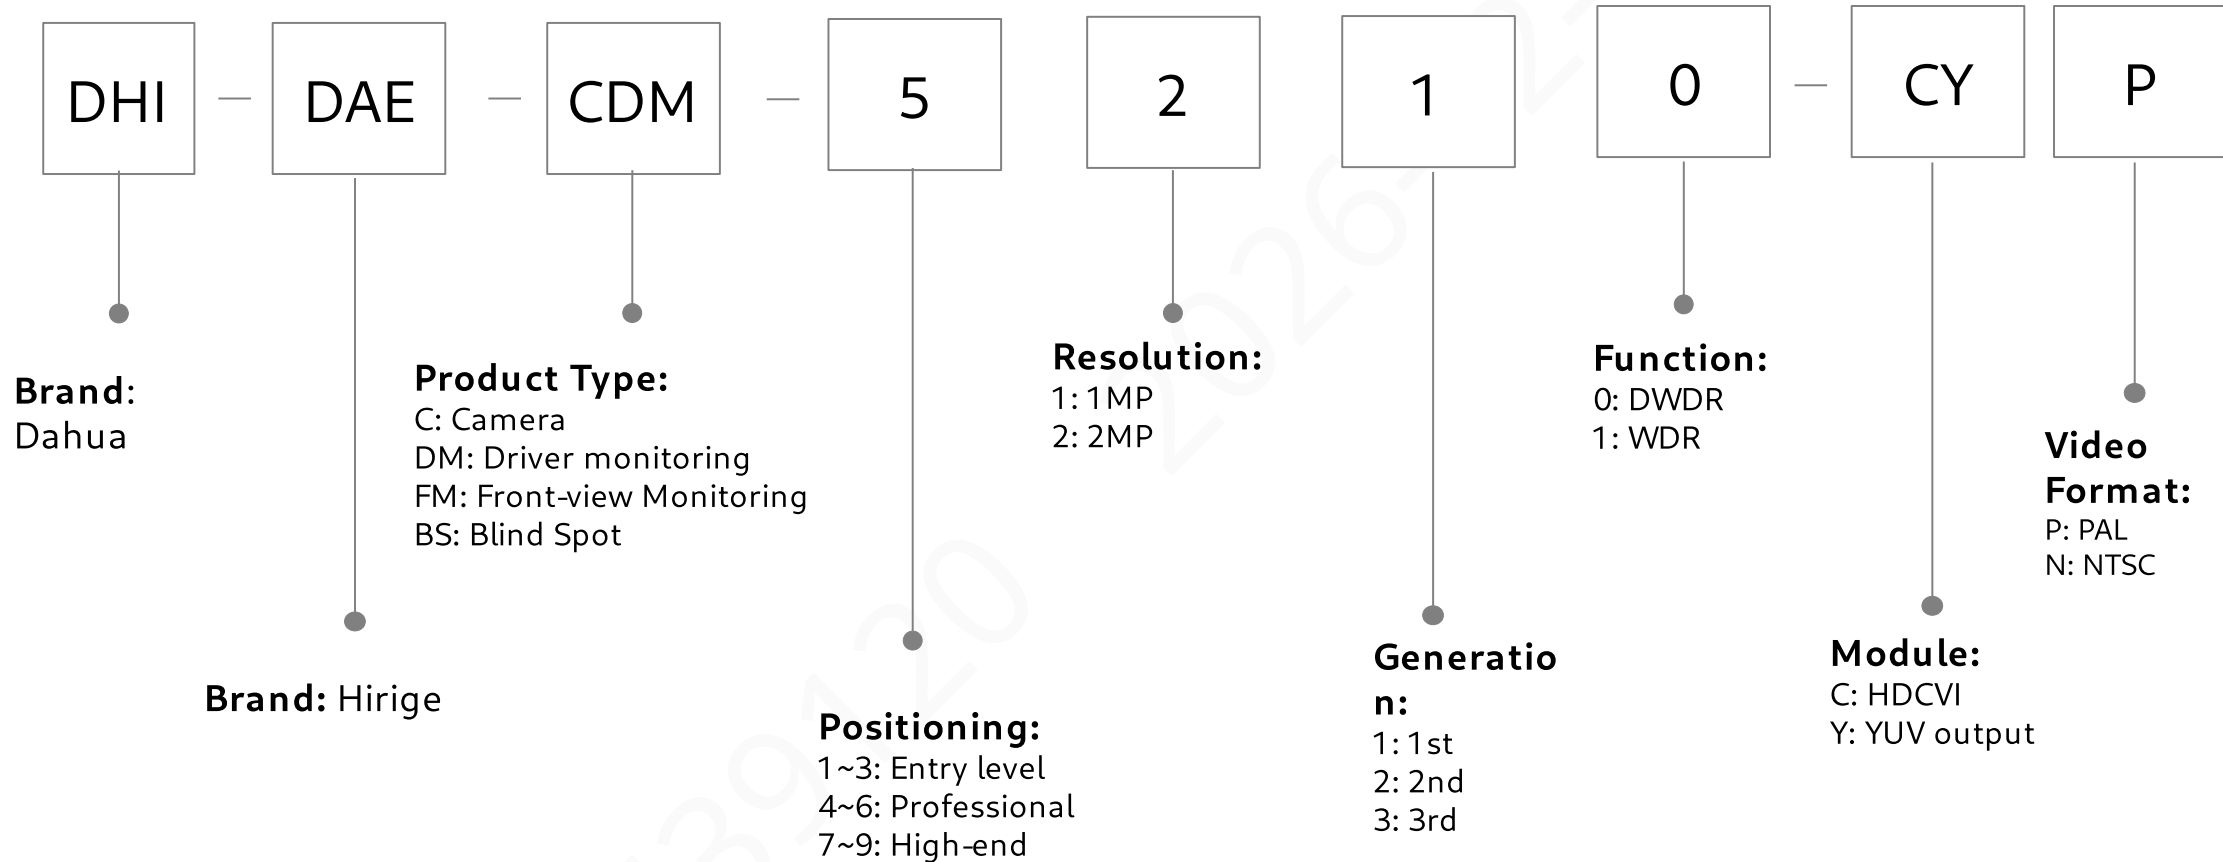 DHI — DAE — CDM — 5 2 1 0 — CY P
Brand:
Dahua
Brand: Hirige
Product Type:
C: Camera
DM: Driver monitoring
FM: Front-view Monitoring
BS: Blind Spot
Positioning:
1~3: Entry level
4~6: Professional
7~9: High-end
Resolution:
1: 1MP
2: 2MP
Generatio
n:
1: 1st
2: 2nd
3: 3rd
Function:
0: DWDR
1: WDR
Module:
C: HDCVI
Y: YUV output
Video
Format:
P: PAL
N: NTSC